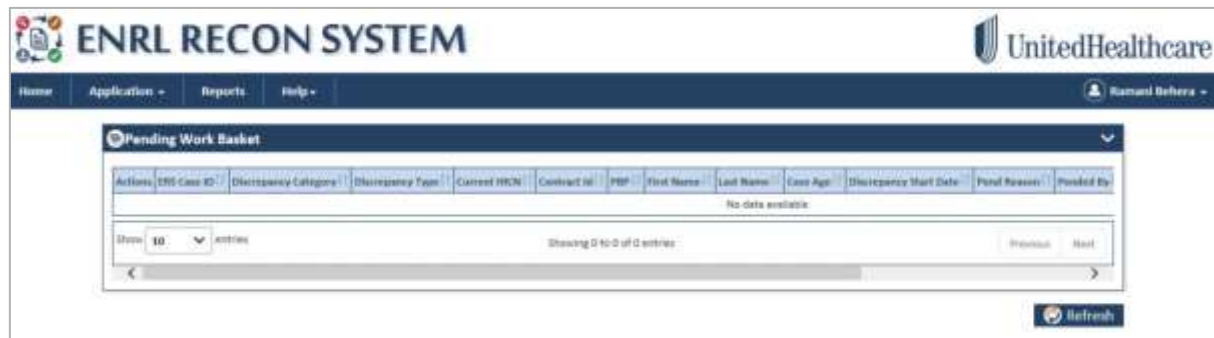 ENRL RECON SYSTEM
UnitedHealthcare
Home Application Reports Help Ramani Behera
Pending Work Basket
Actions ERS Case ID Discrepancy Category Discrepancy Type Current HICN Contract Id PBP First Name Last Name Case Age Discrepancy Start Date Pend Reason Pended By
No data available
Show 10 entries Showing 0 to 0 of 0 entries Previous Next
Refresh